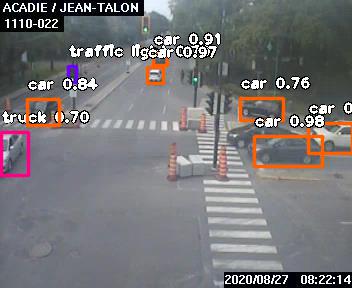 ACADIE / JEAN-TALON
1110-022
car 0.91
traffic
car 0.97
car 0.84
car 0.76
truck 0.70
car 0.98
2020/08/27 08:22:14